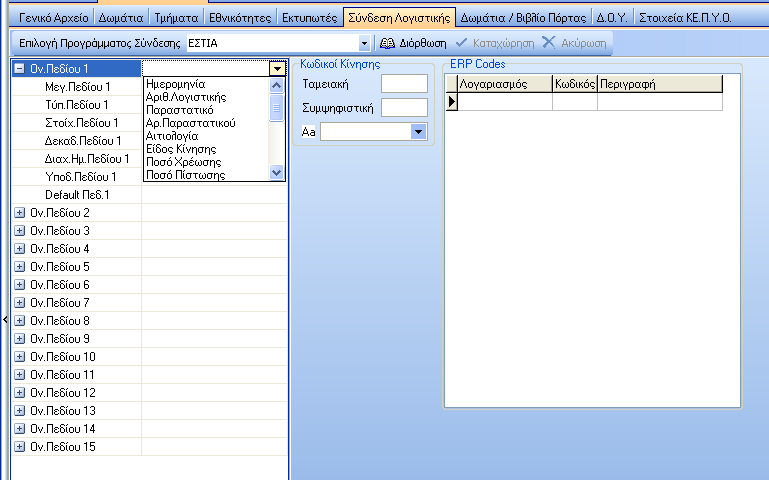 Γενικό Αρχείο Δωμάτια Τμήματα Εθνικότητες Εκτυπωτές Σύνδεση Λογιστικής Δωμάτια / Βιβλίο Πόρτας Δ.Ο.Υ. Στοιχεία ΚΕ.Π.Υ.Ο.
Επιλογή Προγράμματος Σύνδεσης ΕΣΤΙΑ Διόρθωση Καταχώρηση Ακύρωση
Ον.Πεδίου 1
Μεγ.Πεδίου 1
Τύπ.Πεδίου 1
Στοίχ.Πεδίου 1
Δεκαδ.Πεδίου 1
Διαχ.Ημ.Πεδίου 1
Υποδ.Πεδίου 1
Default Πεδ.1
Ον.Πεδίου 2
Ον.Πεδίου 3
Ον.Πεδίου 4
Ον.Πεδίου 5
Ον.Πεδίου 6
Ον.Πεδίου 7
Ον.Πεδίου 8
Ον.Πεδίου 9
Ον.Πεδίου 10
Ον.Πεδίου 11
Ον.Πεδίου 12
Ον.Πεδίου 13
Ον.Πεδίου 14
Ον.Πεδίου 15
Ημερομηνία
Αριθ.Λογιστικής
Παραστατικό
Αρ.Παραστατικού
Αιτιολογία
Είδος Κίνησης
Ποσό Χρέωσης
Ποσό Πίστωσης
Κωδικοί Κίνησης
Ταμειακή
Συμψηφιστική
Αα
ERP Codes
Λογαριασμός Κωδικός Περιγραφή